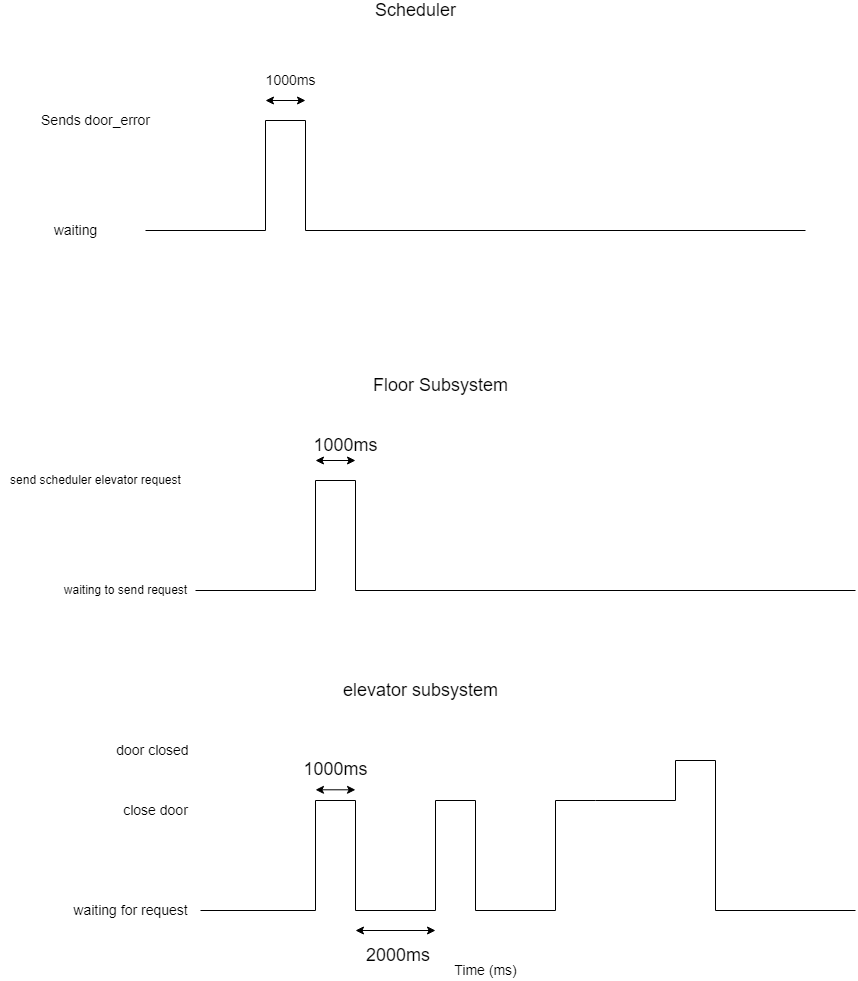 Scheduler
1000ms
Sends door_error
waiting
Floor Subsystem
1000ms
send scheduler elevator request
waiting to send request
elevator subsystem
door closed
1000ms
close door
waiting for request
2000ms
Time (ms)